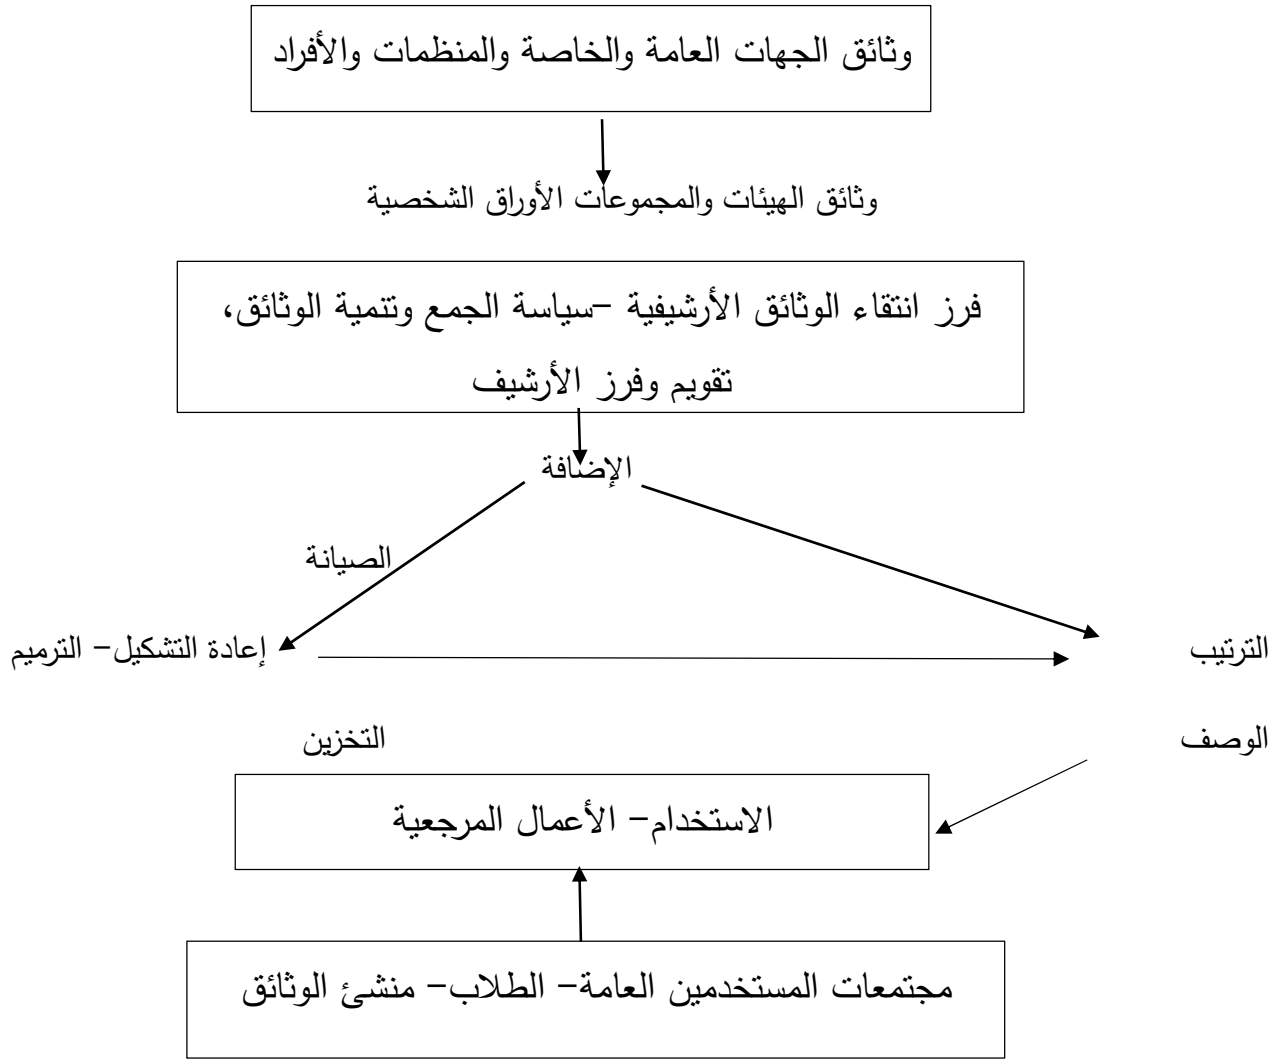 وثائق الجهات العامة والخاصة والمنظمات والأفراد
وثائق الهيئات والمجموعات الأوراق الشخصية
فرز انتقاء الوثائق الأرشيفية –سياسة الجمع وتنمية الوثائق،
تقويم وفرز الأرشيف
الإضافة
الصيانة
الترتيب
إعادة التشكيل– الترميم
الوصف
التخزين
الاستخدام– الأعمال المرجعية
مجتمعات المستخدمين العامة– الطلاب– منشئ الوثائق